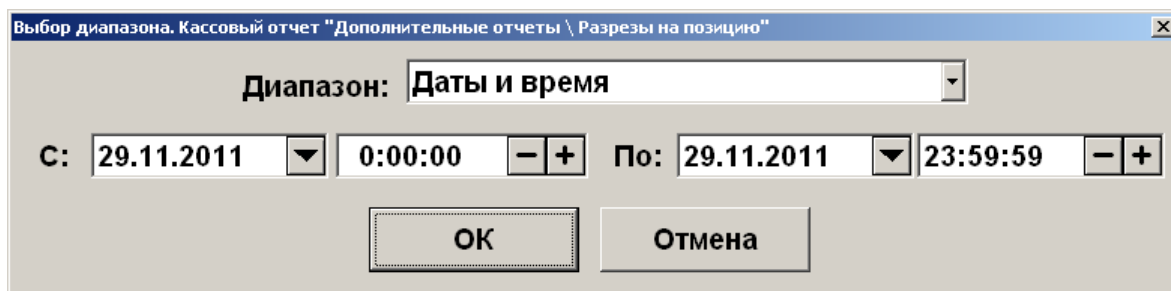 Выбор диапазона. Кассовый отчет "Дополнительные отчеты \ Разрезы на позицию"
Диапазон: Даты и время
С: 29.11.2011 0:00:00 По: 29.11.2011 23:59:59
ОК Отмена